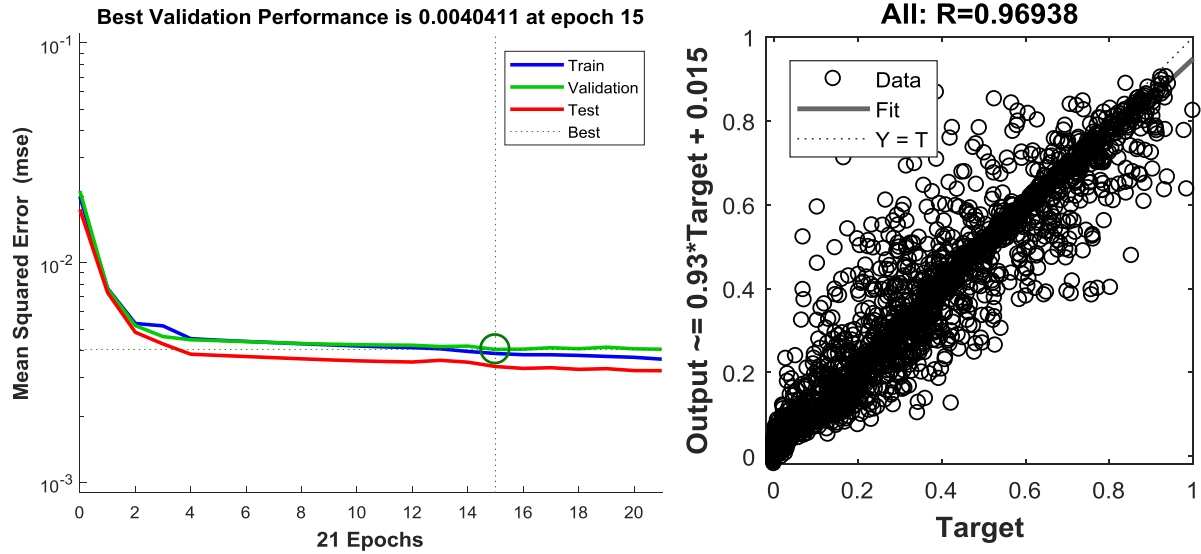 Best Validation Performance is 0.0040411 at epoch 15
Mean Squared Error (mse)
10⁻¹
10⁻²
10⁻³
Train
Validation
Test
Best
0 2 4 6 8 10 12 14 16 18 20
21 Epochs
All: R=0.96938
Output ~= 0.93*Target + 0.015
1
0.8
0.6
0.4
0.2
0
Data
Fit
Y = T
0 0.2 0.4 0.6 0.8 1
Target